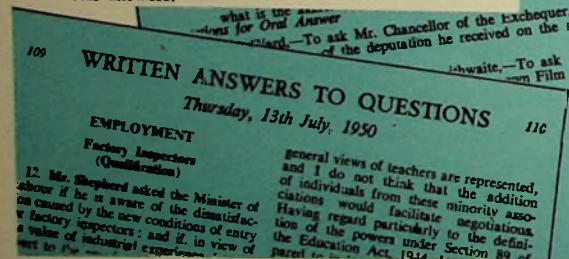 what is the
tions for Oral Answer
To ask Mr. Chancellor of the Exchequer
of the deputation he received on the
To ask
Film
109
WRITTEN ANSWERS TO QUESTIONS
110
Thursday, 13th July, 1950
EMPLOYMENT
Factory Inspectors
(Qualification)
12. Mr. Shepherd asked the Minister of
abour if he is aware of the dissatisfac-
on caused by the new conditions of entry
r factory inspectors; and if, in view of
value of industrial
general views of teachers are represented,
and I do not think that the addition
of individuals from these minority asso-
ciations would facilitate negotiations.
Having regard particularly to the defini-
tion of the powers under Section 89 of
the Education Act, 1944,